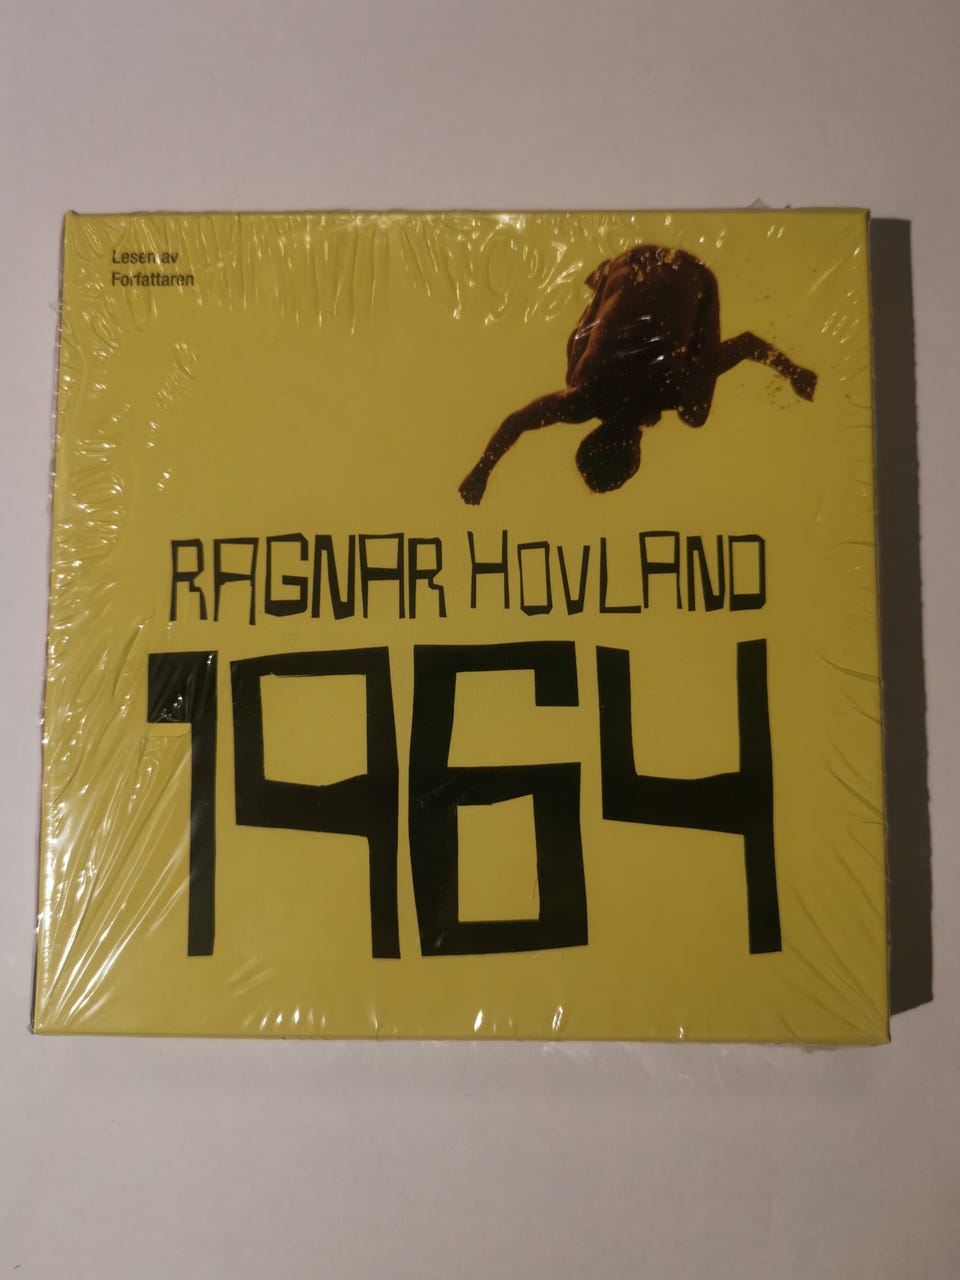 Lesen av
Forfattaren
RAGNAR HOVLAND
1964